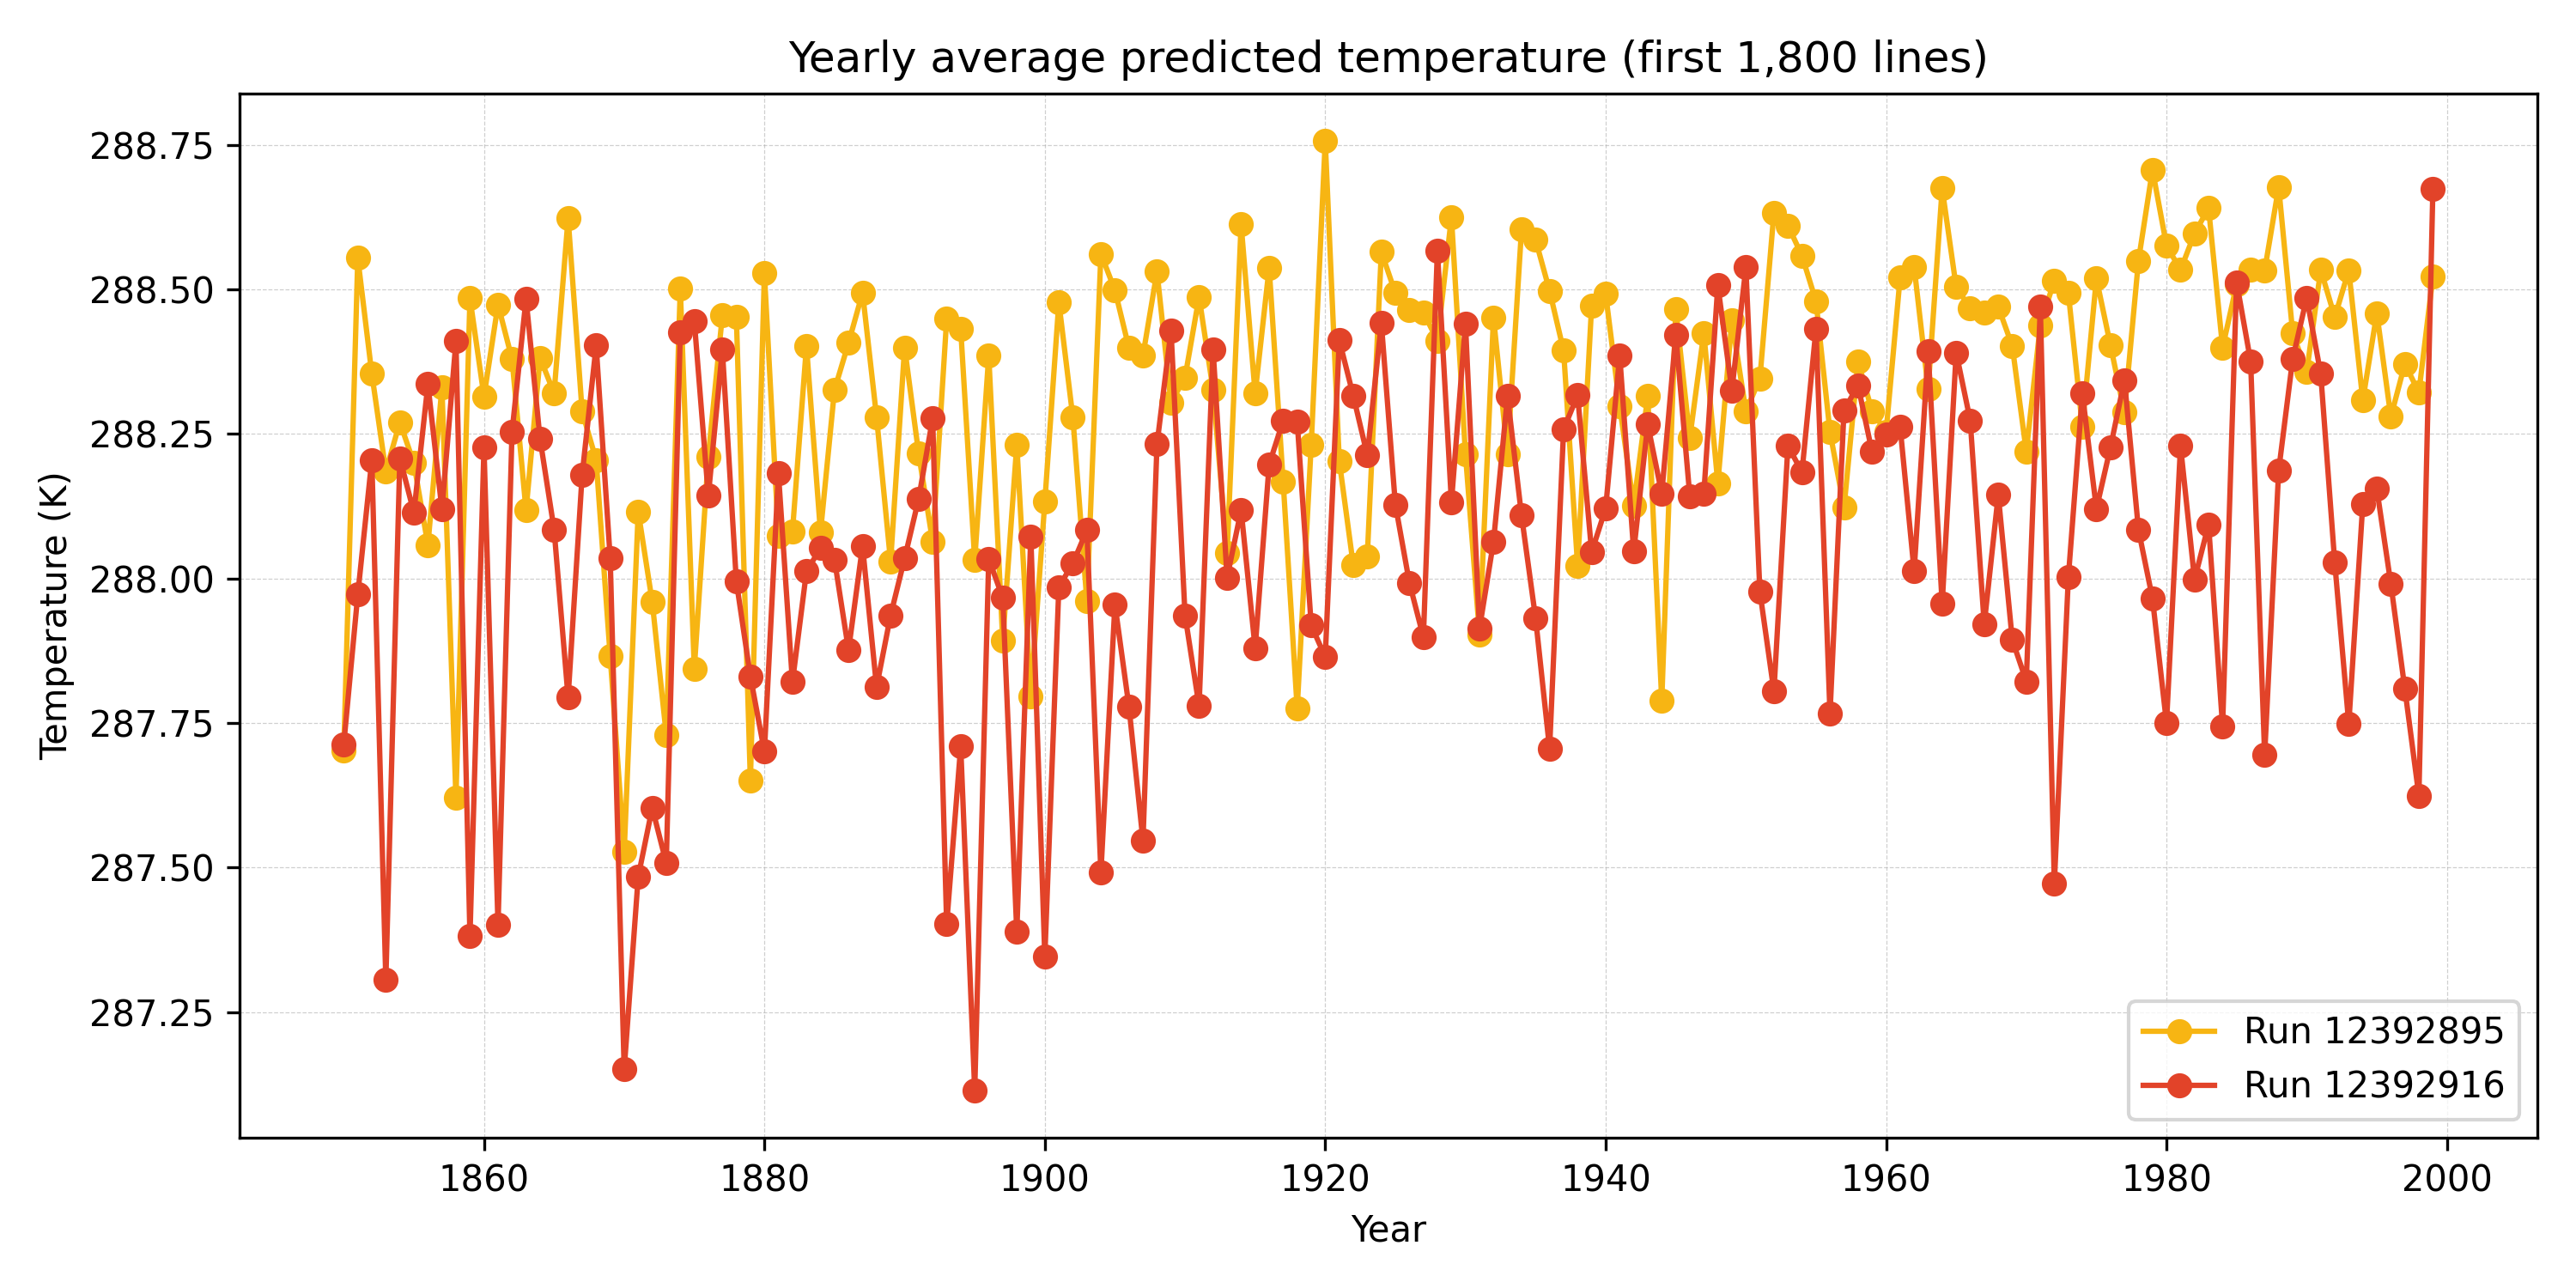 Yearly average predicted temperature (first 1,800 lines)
Temperature (K)
288.75
288.50
288.25
288.00
287.75
287.50
287.25
1860 1880 1900 1920 1940 1960 1980 2000
Year
Run 12392895
Run 12392916